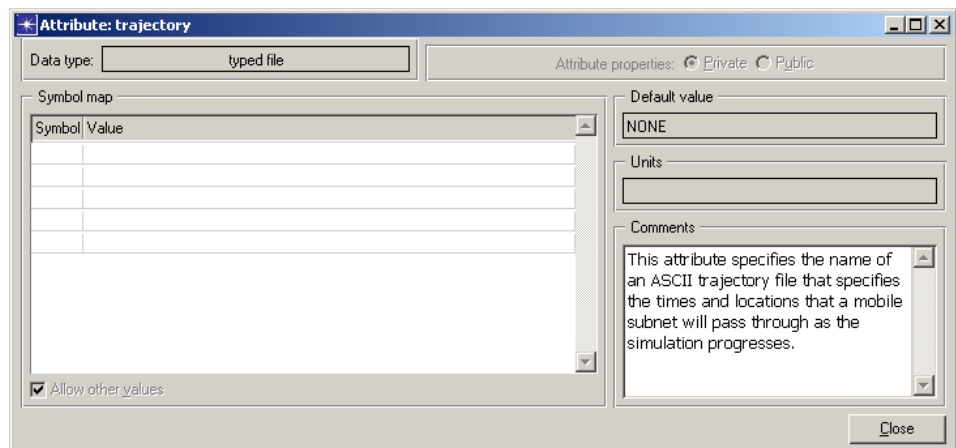 Attribute: trajectory
Data type: typed file
Attribute properties: Private Public
Symbol map
Symbol Value
Allow other values
Default value
NONE
Units
Comments
This attribute specifies the name of
an ASCII trajectory file that specifies
the times and locations that a mobile
subnet will pass through as the
simulation progresses.
Close